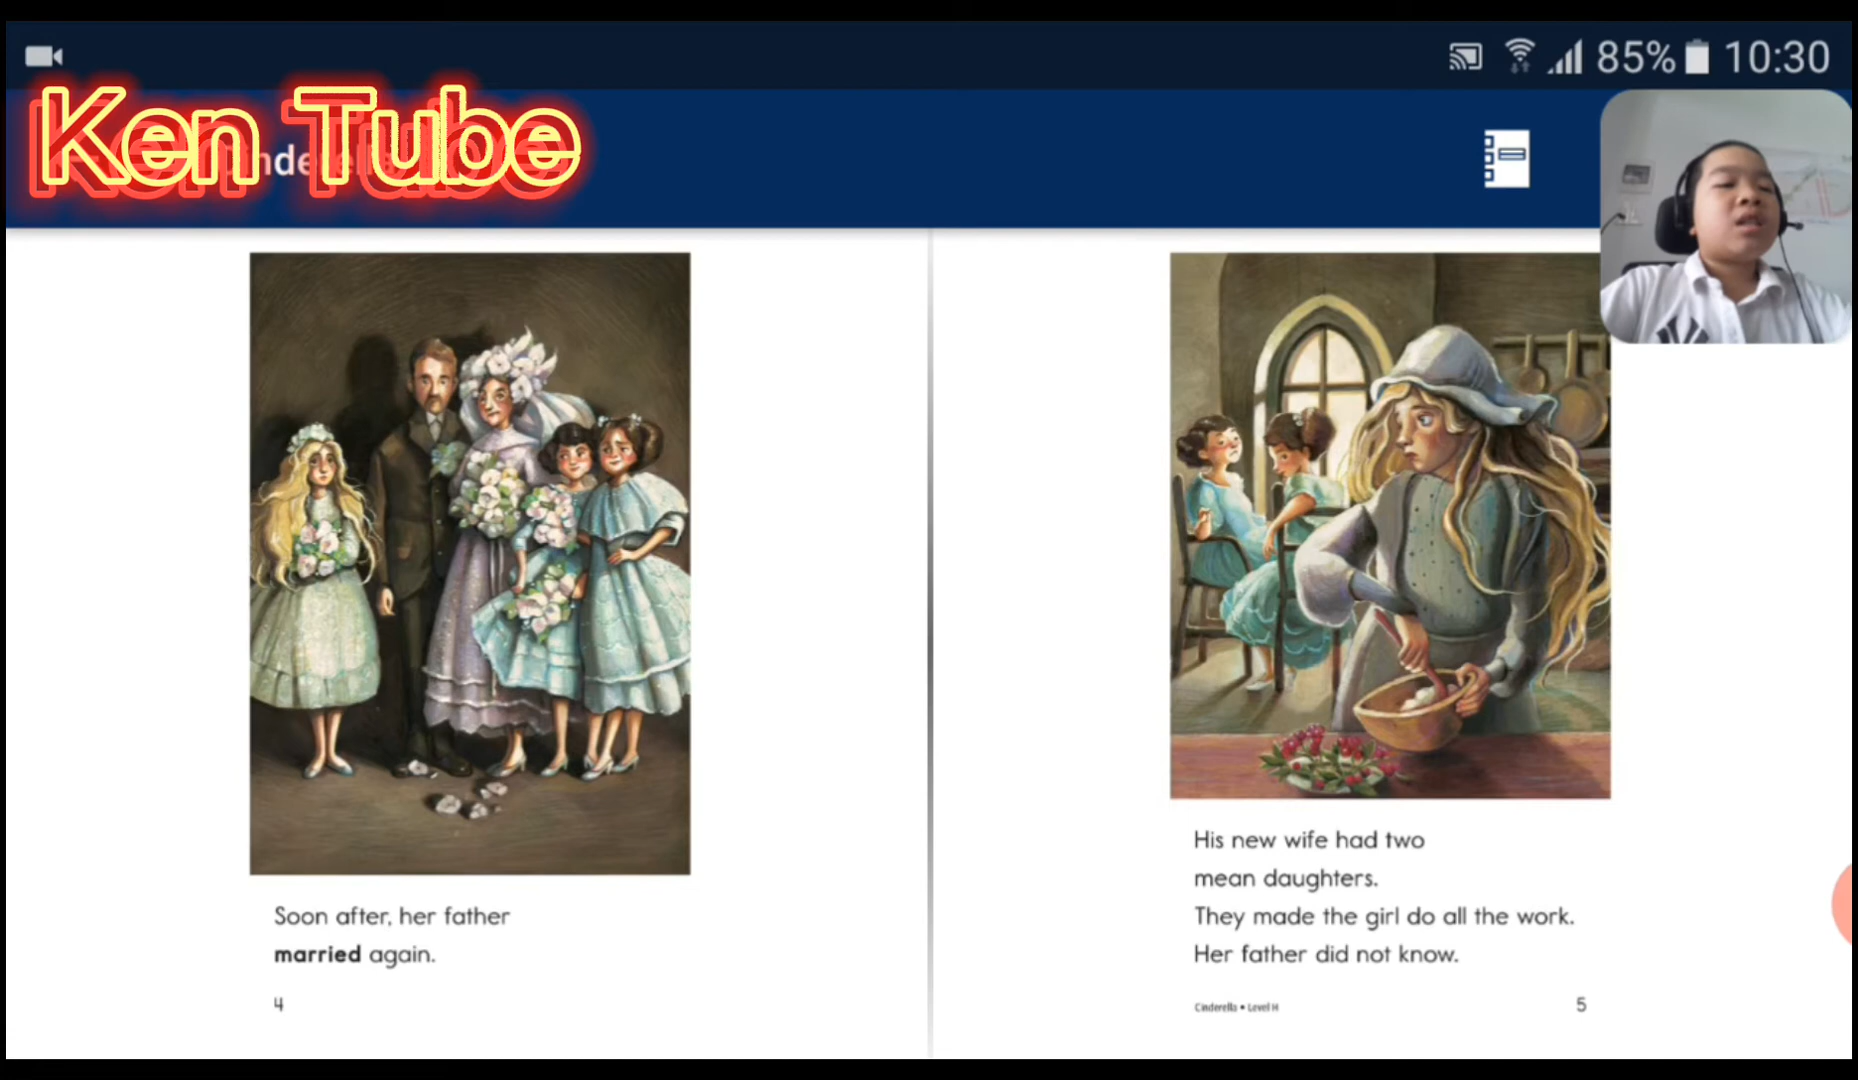 85% 10:30
Ken Tube
Cinderella
Soon after, her father
married again.
4
His new wife had two
mean daughters.
They made the girl do all the work.
Her father did not know.
Cinderella • Level H
5